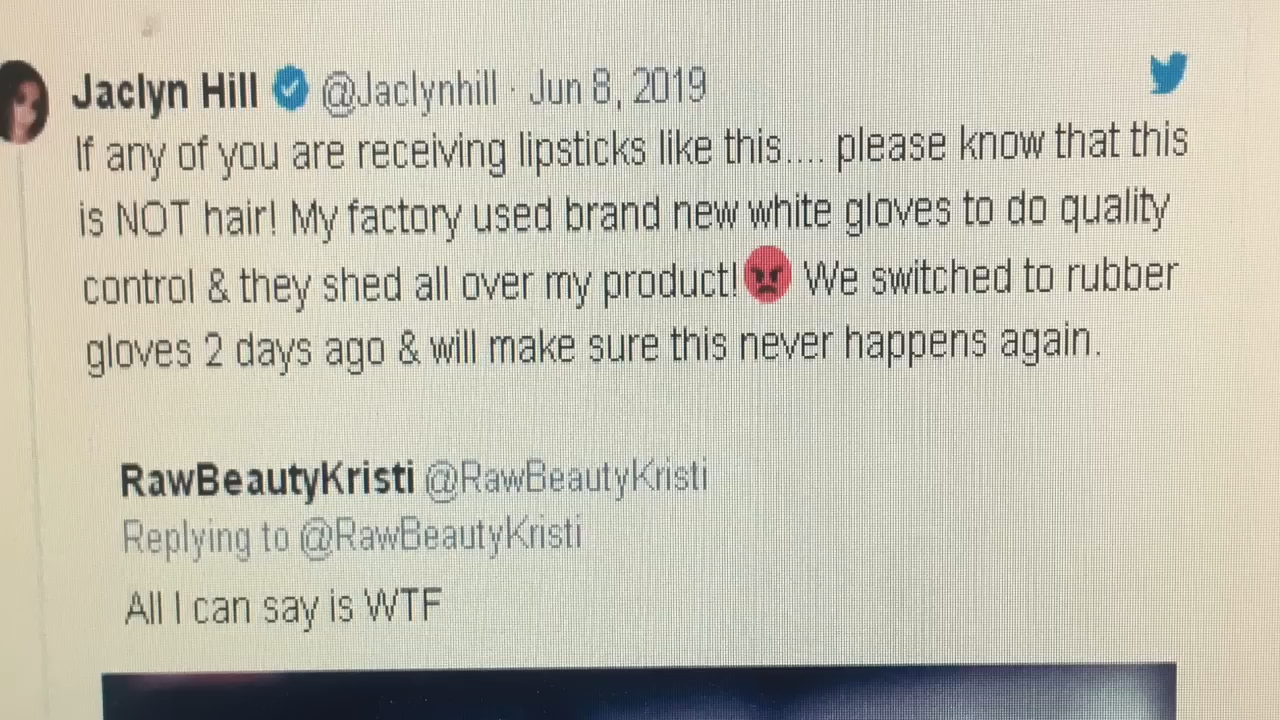 Jaclyn Hill @Jaclynhill · Jun 8, 2019
If any of you are receiving lipsticks like this.... please know that this
is NOT hair! My factory used brand new white gloves to do quality
control & they shed all over my product!😡 We switched to rubber
gloves 2 days ago & will make sure this never happens again.
RawBeautyKristi @RawBeautyKristi
Replying to @RawBeautyKristi
All I can say is WTF